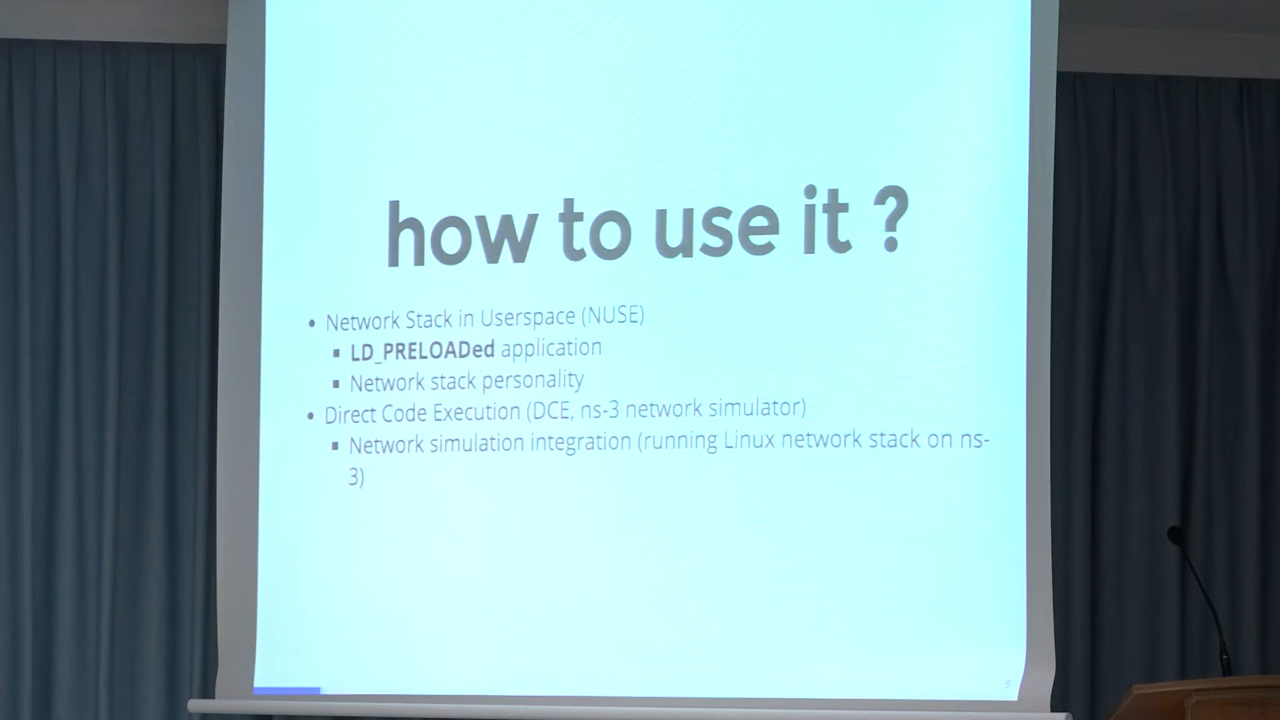 how to use it ?
• Network Stack in Userspace (NUSE)
▪ LD_PRELOADed application
▪ Network stack personality
• Direct Code Execution (DCE, ns-3 network simulator)
▪ Network simulation integration (running Linux network stack on ns-
3)
5